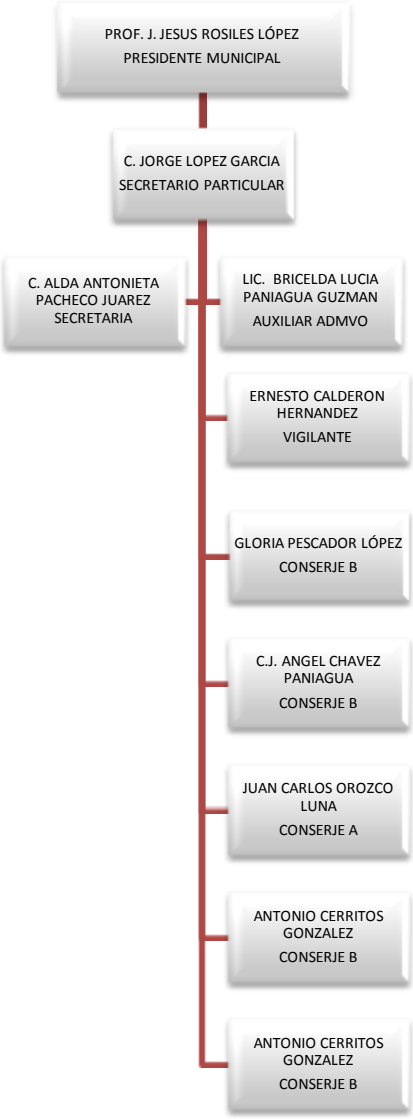 PROF. J. JESUS ROSILES LÓPEZ
PRESIDENTE MUNICIPAL
C. JORGE LOPEZ GARCIA
SECRETARIO PARTICULAR
C. ALDA ANTONIETA
PACHECO JUAREZ
SECRETARIA
LIC. BRICELDA LUCIA
PANIAGUA GUZMAN
AUXILIAR ADMVO
ERNESTO CALDERON
HERNANDEZ
VIGILANTE
GLORIA PESCADOR LÓPEZ
CONSERJE B
C.J. ANGEL CHAVEZ
PANIAGUA
CONSERJE B
JUAN CARLOS OROZCO
LUNA
CONSERJE A
ANTONIO CERRITOS
GONZALEZ
CONSERJE B
ANTONIO CERRITOS
GONZALEZ
CONSERJE B